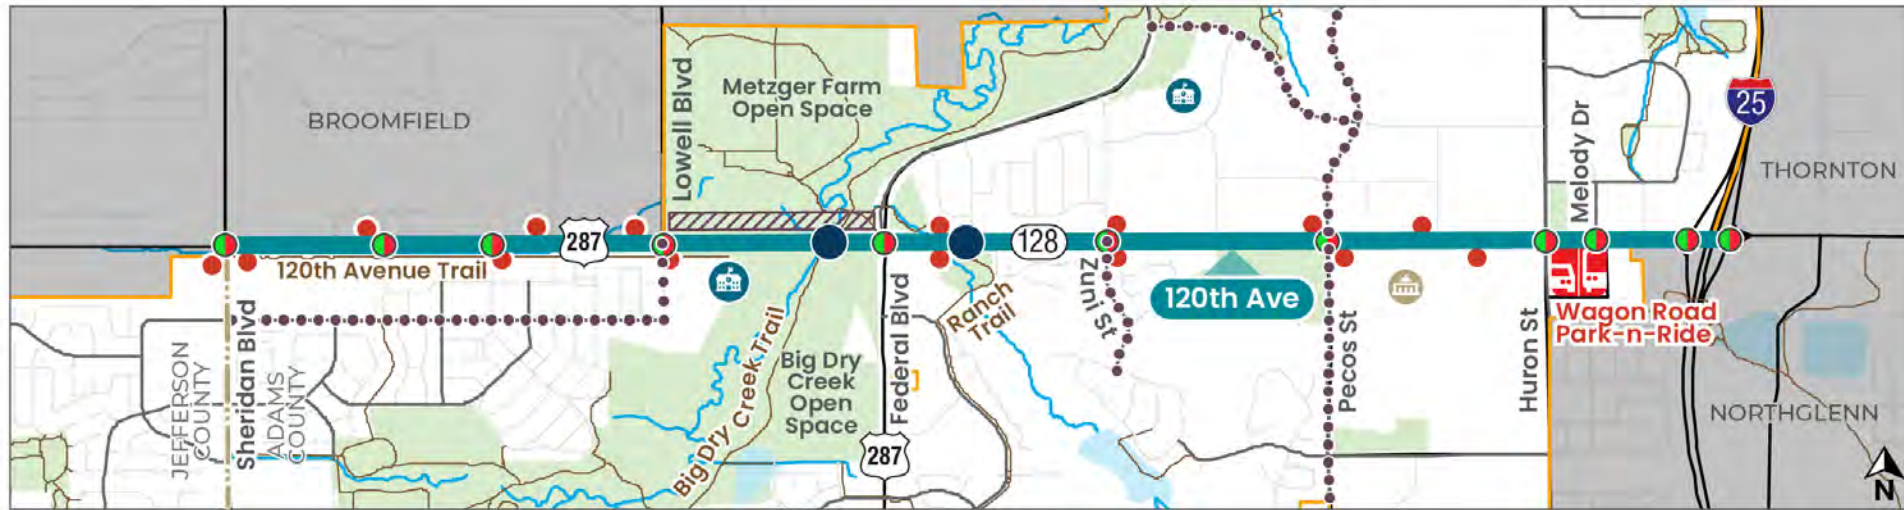 BROOMFIELD
Lowell Blvd
Metzger Farm
Open Space
25
Melody Dr
THORNTON
287
128
120th Avenue Trail
120th Ave
Ranch
Trail
Zuni St
Wagon Road
Park-n-Ride
JEFFERSON
COUNTY
Sheridan Blvd
ADAMS
COUNTY
Big Dry Creek Trail
Big Dry
Creek
Open
Space
Federal Blvd
287
Pecos St
Huron St
NORTHGLENN
N